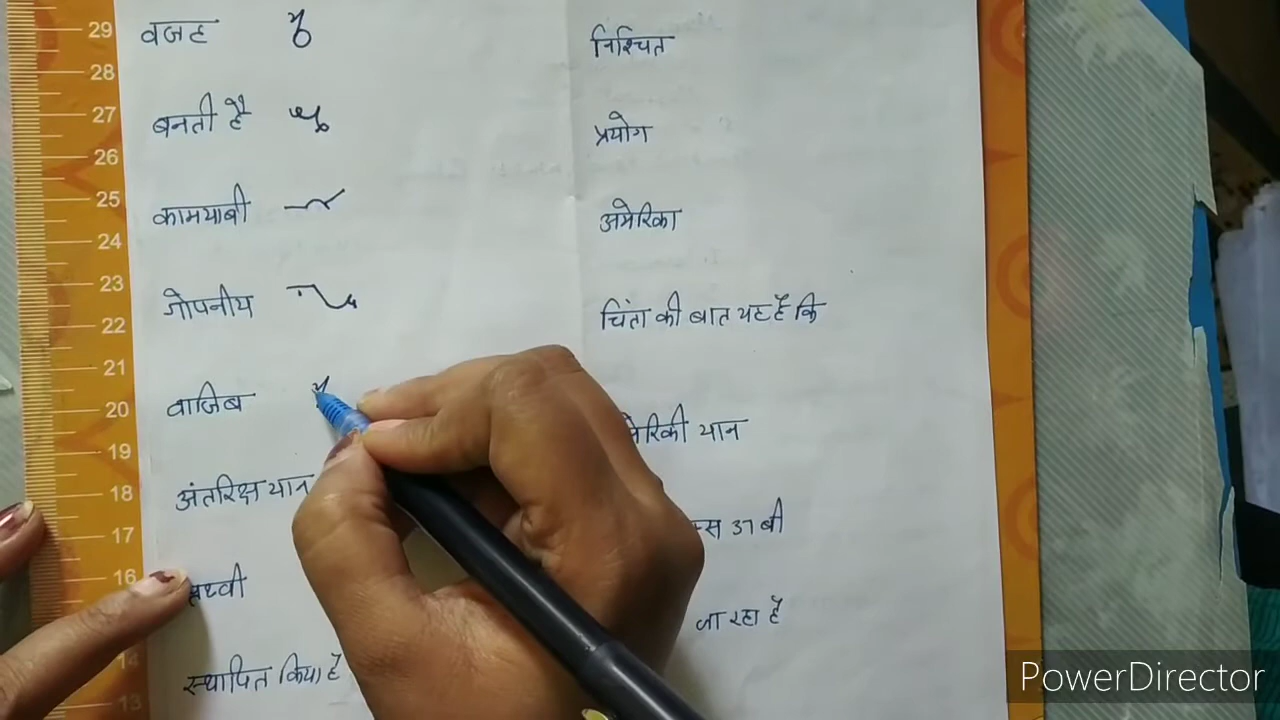 29 वजह निश्चित
28
27 बनती है प्रयोग
26
25 कामयाबी अमेरिका
24
23 गोपनीय चिंता की बात यह है कि
22
21
20 वाजिब यान
19
18 अंतरिक्ष यान 37 बी
17
16 जा रहा है
14 स्थापित किया है
13
PowerDirector